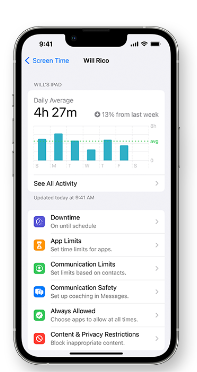 9:41
Screen Time
Will Rico
WILL'S IPAD
Daily Average
4h 27m
13% from last week
8h
avg
0
S M T W T F S
See All Activity
Updated today at 9:41 AM
Downtime
On until schedule
App Limits
Set time limits for apps.
Communication Limits
Set limits based on contacts.
Communication Safety
Set up coaching in Messages.
Always Allowed
Choose apps to allow at all times.
Content & Privacy Restrictions
Block inappropriate content.